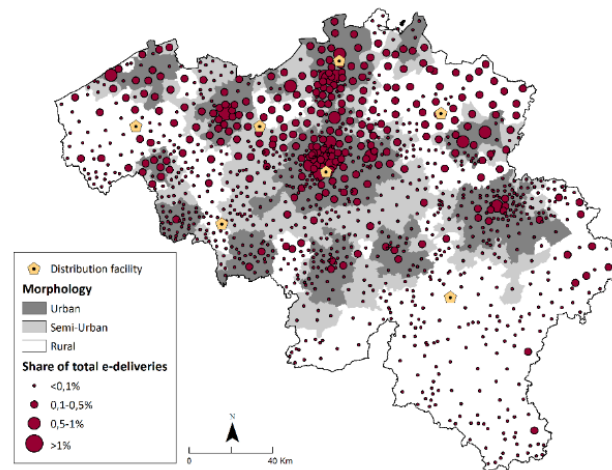 Distribution facility
Morphology
Urban
Semi-Urban
Rural
Share of total e-deliveries
<0,1%
0,1-0,5%
0,5-1%
>1%
N
0
40 Km